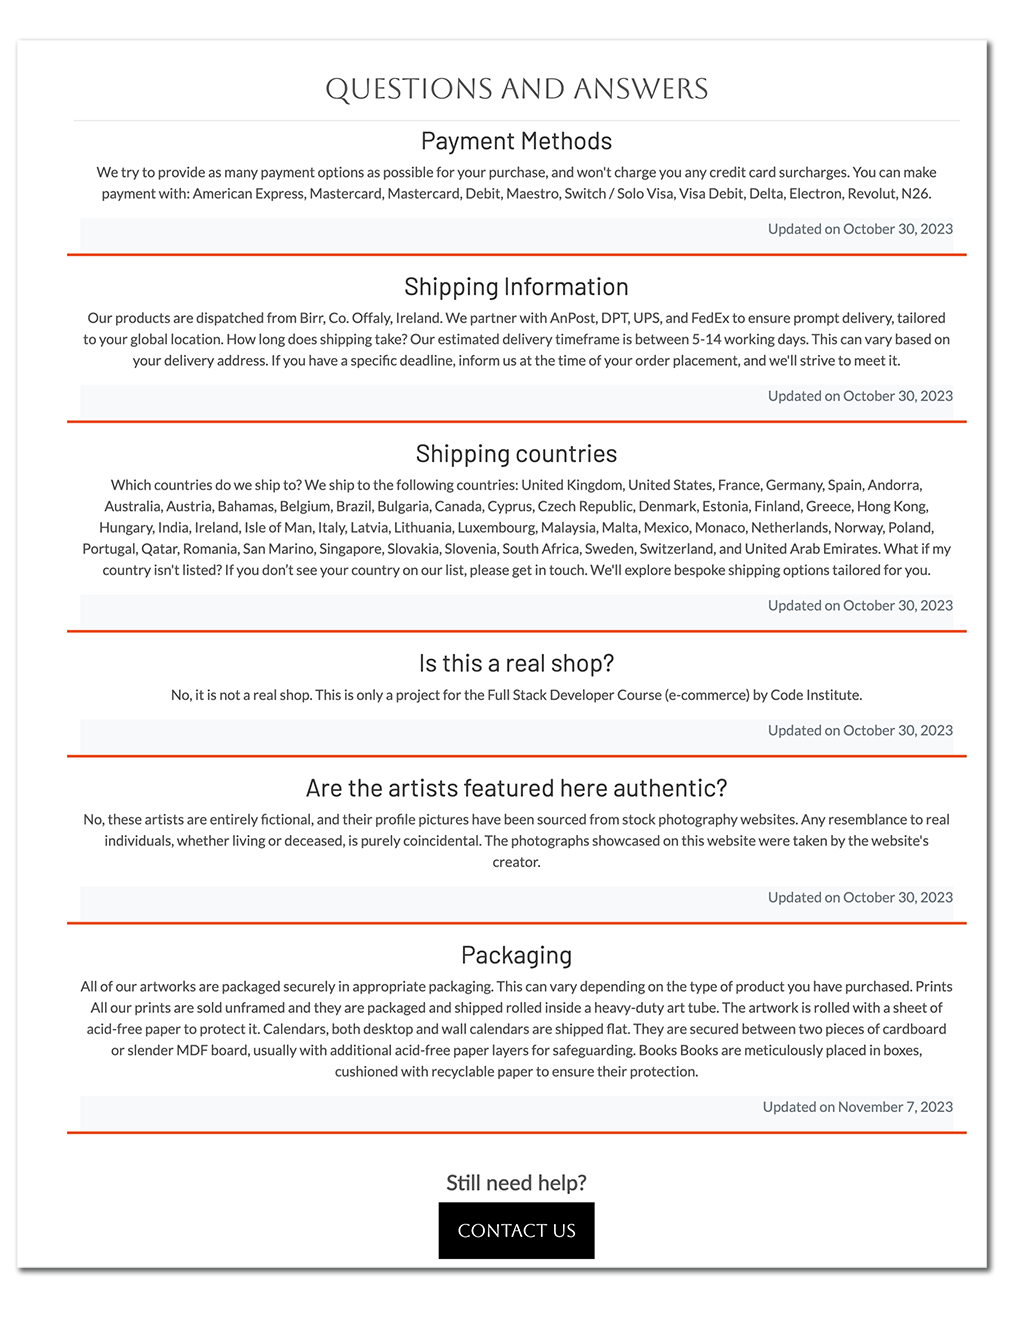 QUESTIONS AND ANSWERS
Payment Methods
We try to provide as many payment options as possible for your purchase, and won't charge you any credit card surcharges. You can make
payment with: American Express, Mastercard, Mastercard, Debit, Maestro, Switch / Solo Visa, Visa Debit, Delta, Electron, Revolut, N26.
Updated on October 30, 2023
Shipping Information
Our products are dispatched from Birr, Co. Offaly, Ireland. We partner with AnPost, DPT, UPS, and FedEx to ensure prompt delivery, tailored
to your global location. How long does shipping take? Our estimated delivery timeframe is between 5-14 working days. This can vary based on
your delivery address. If you have a specific deadline, inform us at the time of your order placement, and we'll strive to meet it.
Updated on October 30, 2023
Shipping countries
Which countries do we ship to? We ship to the following countries: United Kingdom, United States, France, Germany, Spain, Andorra,
Australia, Austria, Bahamas, Belgium, Brazil, Bulgaria, Canada, Cyprus, Czech Republic, Denmark, Estonia, Finland, Greece, Hong Kong,
Hungary, India, Ireland, Isle of Man, Italy, Latvia, Lithuania, Luxembourg, Malaysia, Malta, Mexico, Monaco, Netherlands, Norway, Poland,
Portugal, Qatar, Romania, San Marino, Singapore, Slovakia, Slovenia, South Africa, Sweden, Switzerland, and United Arab Emirates. What if my
country isn't listed? If you don’t see your country on our list, please get in touch. We'll explore bespoke shipping options tailored for you.
Updated on October 30, 2023
Is this a real shop?
No, it is not a real shop. This is only a project for the Full Stack Developer Course (e-commerce) by Code Institute.
Updated on October 30, 2023
Are the artists featured here authentic?
No, these artists are entirely fictional, and their profile pictures have been sourced from stock photography websites. Any resemblance to real
individuals, whether living or deceased, is purely coincidental. The photographs showcased on this website were taken by the website's
creator.
Updated on October 30, 2023
Packaging
All of our artworks are packaged securely in appropriate packaging. This can vary depending on the type of product you have purchased. Prints
All our prints are sold unframed and they are packaged and shipped rolled inside a heavy-duty art tube. The artwork is rolled with a sheet of
acid-free paper to protect it. Calendars, both desktop and wall calendars are shipped flat. They are secured between two pieces of cardboard
or slender MDF board, usually with additional acid-free paper layers for safeguarding. Books Books are meticulously placed in boxes,
cushioned with recyclable paper to ensure their protection.
Updated on November 7, 2023
Still need help?
CONTACT US